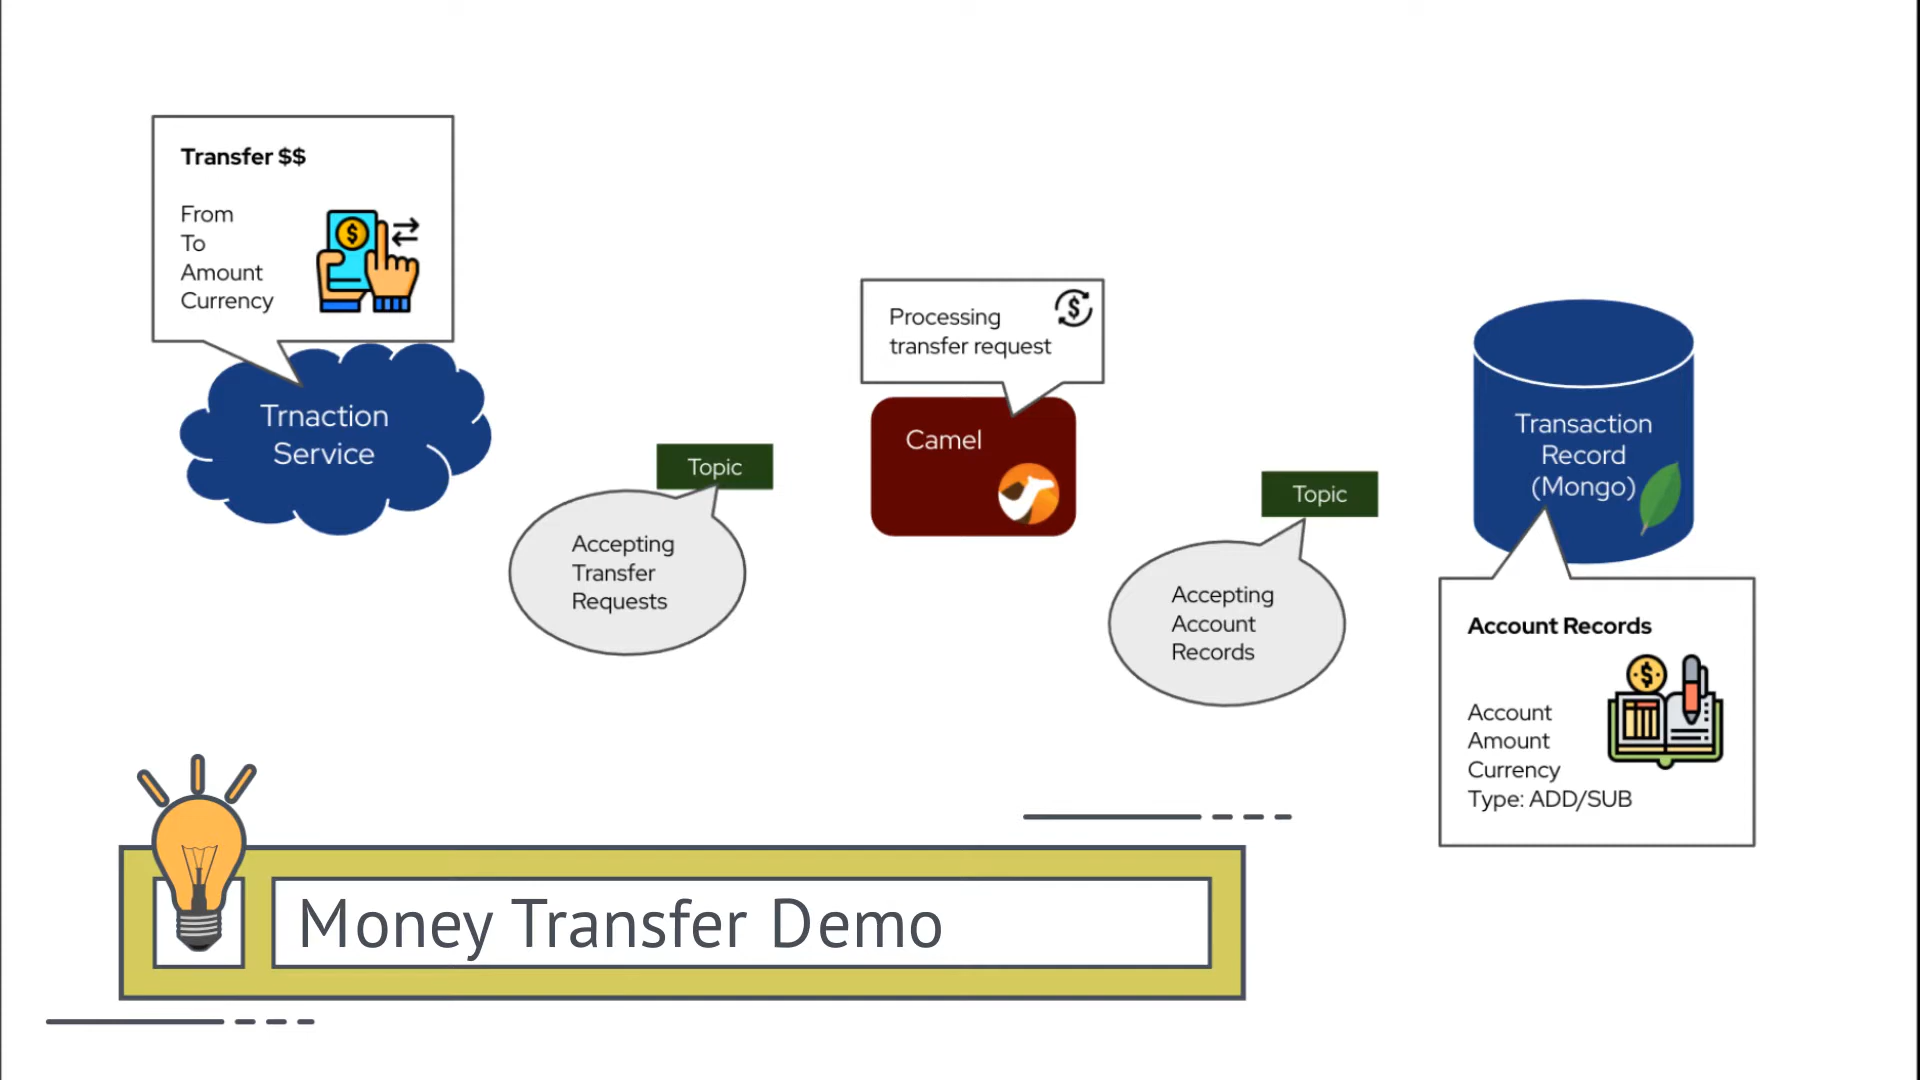 Transfer $$
From
To
Amount
Currency
Trnaction
Service
Topic
Accepting
Transfer
Requests
Processing
transfer request
Camel
Topic
Accepting
Account
Records
Transaction
Record
(Mongo)
Account Records
Account
Amount
Currency
Type: ADD/SUB
Money Transfer Demo